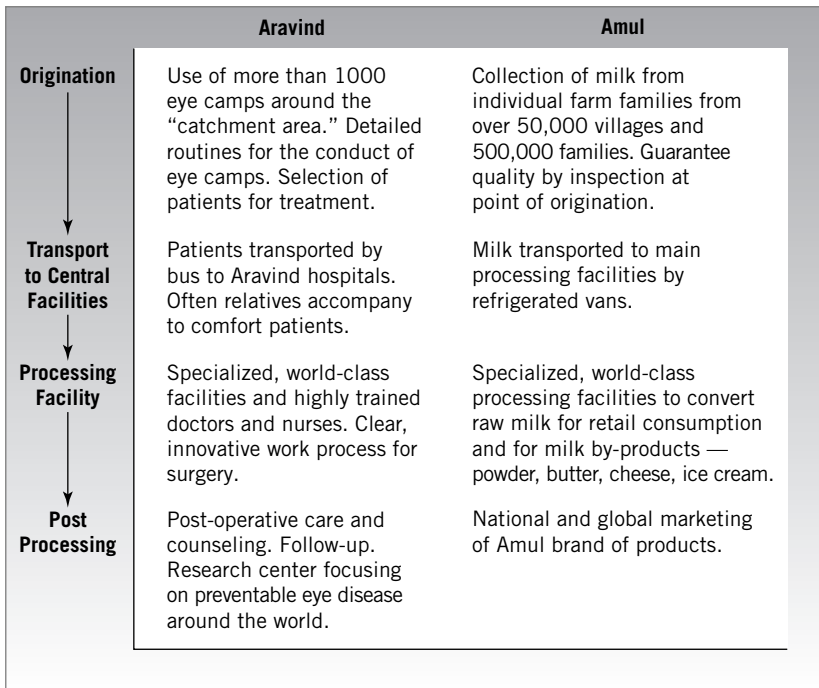 Aravind
Amul
Origination
Use of more than 1000
eye camps around the
“catchment area.” Detailed
routines for the conduct of
eye camps. Selection of
patients for treatment.
Collection of milk from
individual farm families from
over 50,000 villages and
500,000 families. Guarantee
quality by inspection at
point of origination.
Transport
to Central
Facilities
Patients transported by
bus to Aravind hospitals.
Often relatives accompany
to comfort patients.
Milk transported to main
processing facilities by
refrigerated vans.
Processing
Facility
Specialized, world-class
facilities and highly trained
doctors and nurses. Clear,
innovative work process for
surgery.
Specialized, world-class
processing facilities to convert
raw milk for retail consumption
and for milk by-products —
powder, butter, cheese, ice cream.
Post
Processing
Post-operative care and
counseling. Follow-up.
Research center focusing
on preventable eye disease
around the world.
National and global marketing
of Amul brand of products.